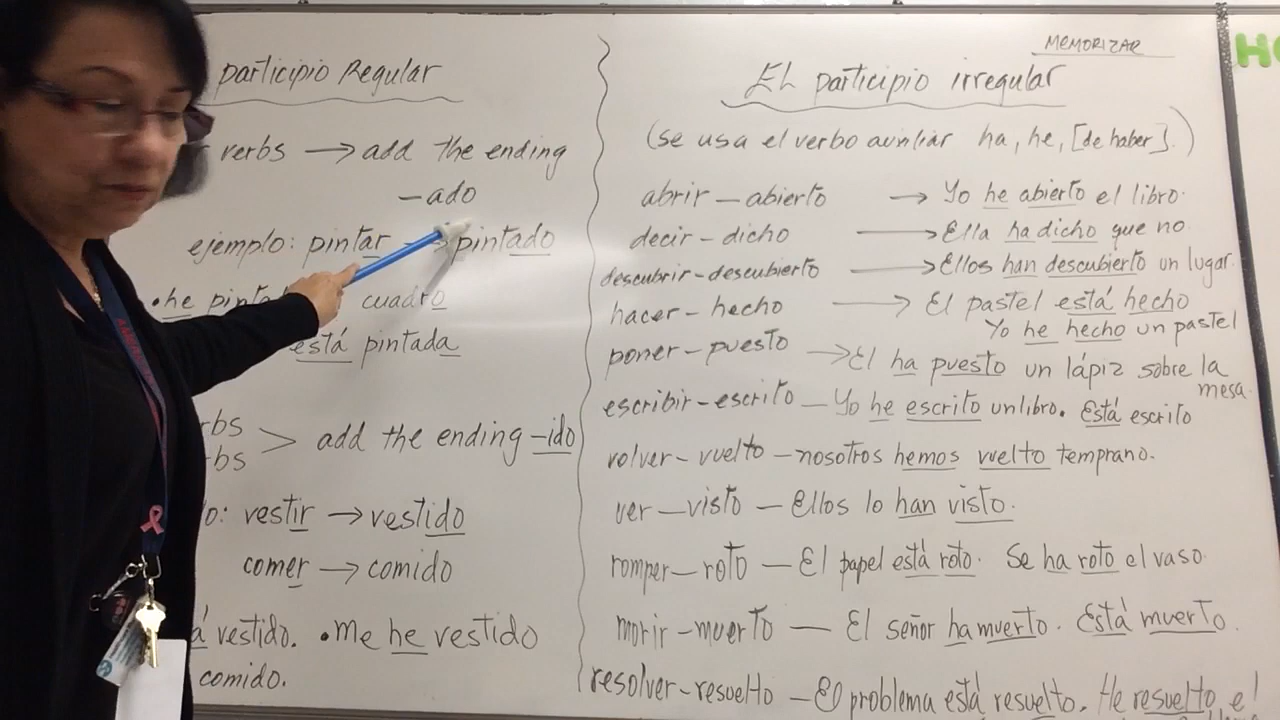 participio Regular
verbs → add the ending
-ado
ejemplo: pintar → pintado
• he cuadro
está pintada
add the ending -ido
vestir → vestido
comer → comido
vestido. • Me he vestido
comido.
MEMORIZAR
El participio irregular
(se usa el verbo auxiliar ha, he, [de haber].)
abrir - abierto → Yo he abierto el libro.
decir - dicho → Ella ha dicho que no
descubrir - descubierto → Ellos han descubierto un lugar.
hacer - hecho → El pastel está hecho
Yo he hecho un pastel
poner - puesto → El ha puesto un lápiz sobre la
mesa.
escribir - escrito - Yo he escrito un libro. Está escrito
volver - vuelto - nosotros hemos vuelto temprano.
ver - visto - Ellos lo han visto.
romper - roto - El papel está roto. Se ha roto el vaso.
morir - muerto - El señor ha muerto. Está muerto.
resolver - resuelto - El problema está resuelto. He resuelto